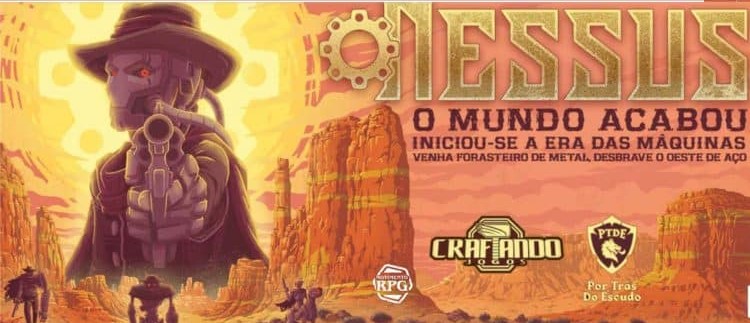 NESSUS
O MUNDO ACABOU
INICIOU-SE A ERA DAS MÁQUINAS
VENHA FORASTEIRO DE METAL, DESBRAVE O OESTE DE AÇO
CRAFTANDO
JOGOS
PTDE
Por Trás
Do Escudo
MOVIMENTO
RPG